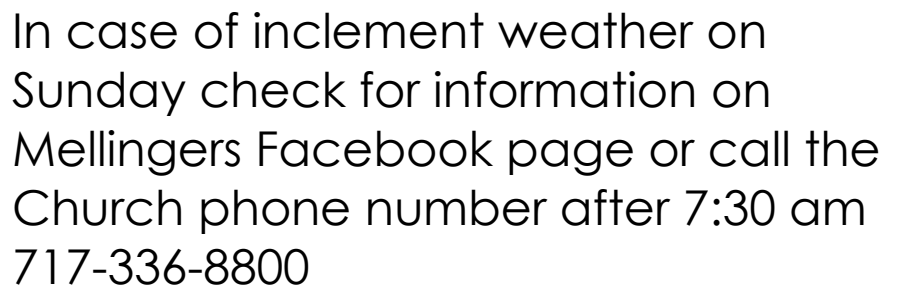 In case of inclement weather on
Sunday check for information on
Mellingers Facebook page or call the
Church phone number after 7:30 am
717-336-8800